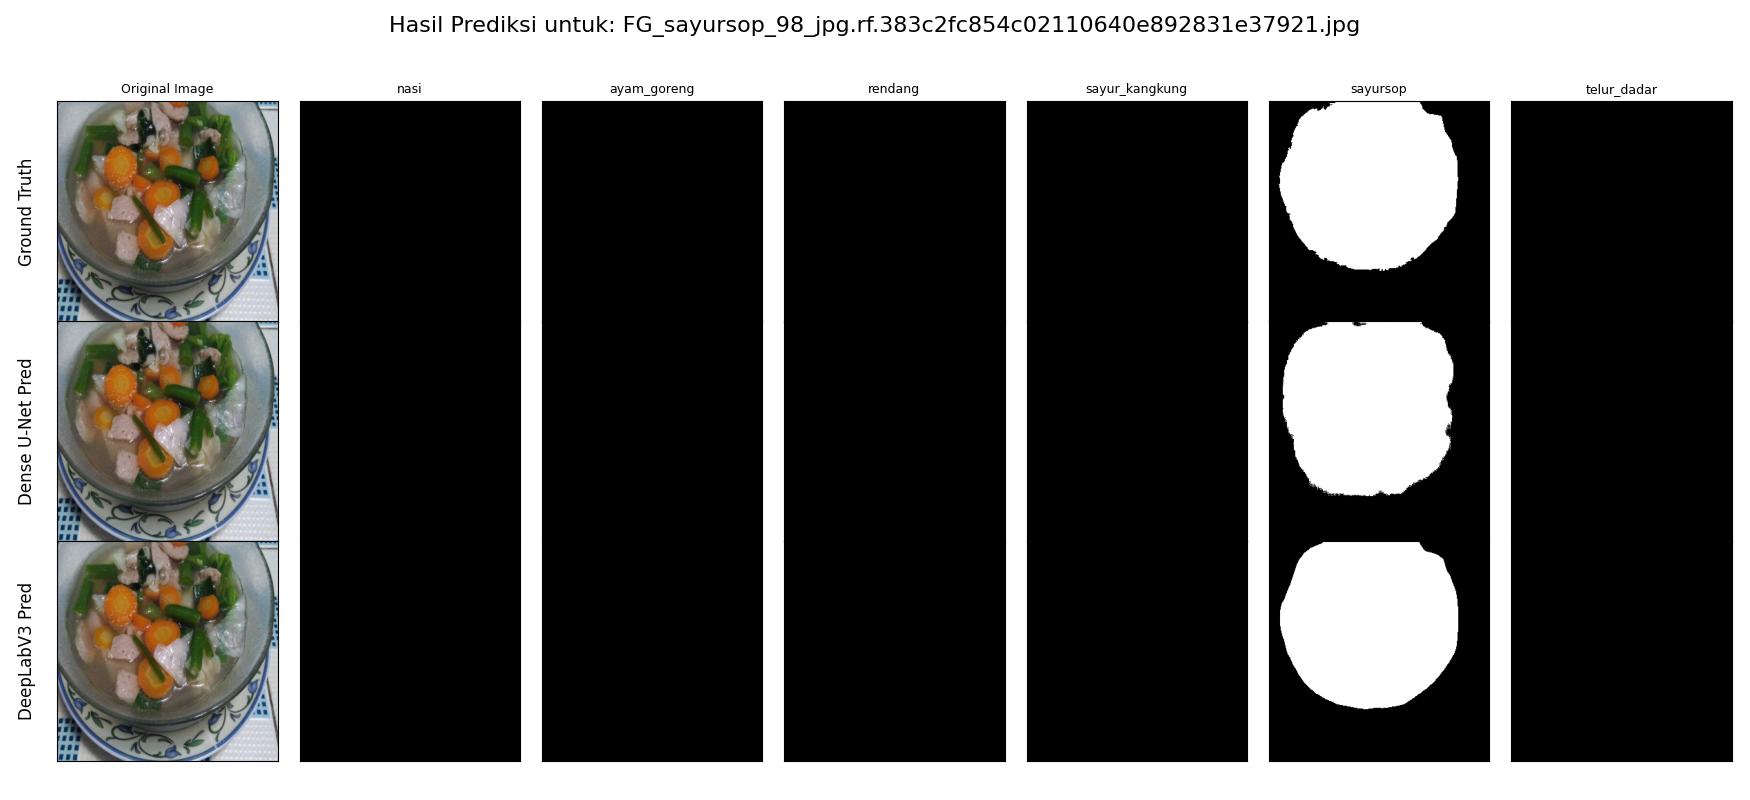 Hasil Prediksi untuk: FG_sayursop_98_jpg.rf.383c2fc854c02110640e892831e37921.jpg
Original Image
nasi
ayam_goreng
rendang
sayur_kangkung
sayursop
telur_dadar
Ground Truth
Dense U-Net Pred
DeepLabV3 Pred